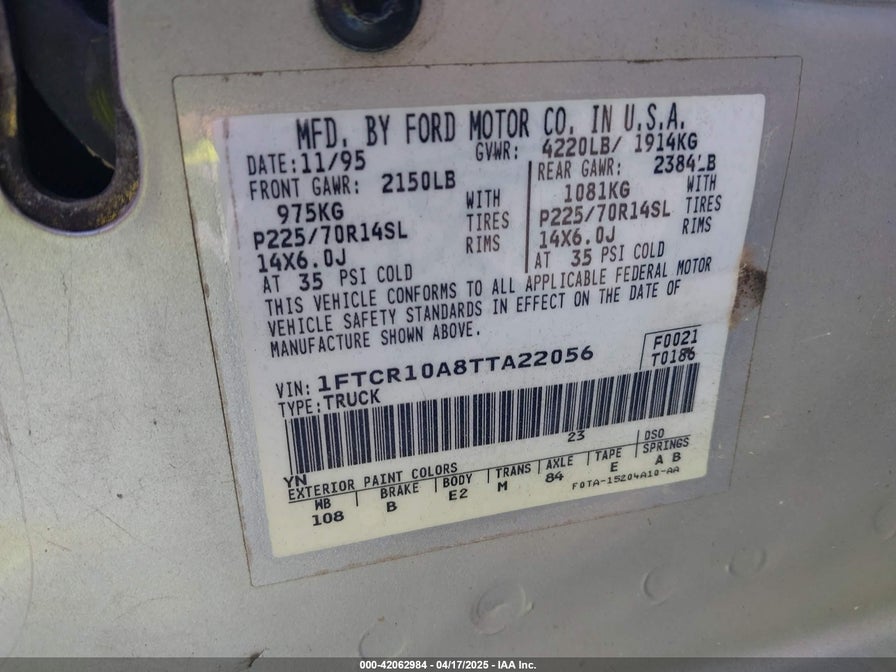 MFD. BY FORD MOTOR CO. IN U.S.A.
DATE: 11/95 GVWR: 4220LB/ 1914KG
FRONT GAWR: 2150LB REAR GAWR: 2384LB
975KG WITH 1081KG WITH
P225/70R14SL TIRES P225/70R14SL TIRES
14X6.0J RIMS 14X6.0J RIMS
AT 35 PSI COLD AT 35 PSI COLD
THIS VEHICLE CONFORMS TO ALL APPLICABLE FEDERAL MOTOR
VEHICLE SAFETY STANDARDS IN EFFECT ON THE DATE OF
MANUFACTURE SHOWN ABOVE.
F0021
VIN: 1FTCR10A8TTA22056 T0186
TYPE: TRUCK
23 DSO
YN
EXTERIOR PAINT COLORS
WB BRAKE BODY TRANS AXLE TAPE SPRINGS
108 B E2 M 84 E A B
F0TA-15204A10-AA
000-42062984 - 04/17/2025 - IAA Inc.